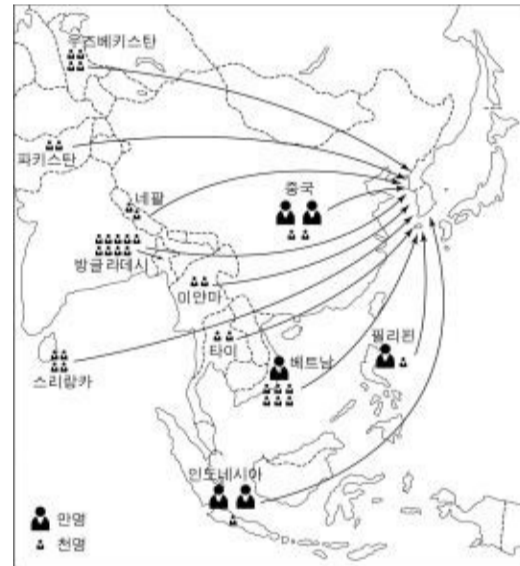 우즈베키스탄
파키스탄
네팔
중국
방글라데시
미얀마
타이
스리랑카
베트남
필리핀
인도네시아
만명
천명